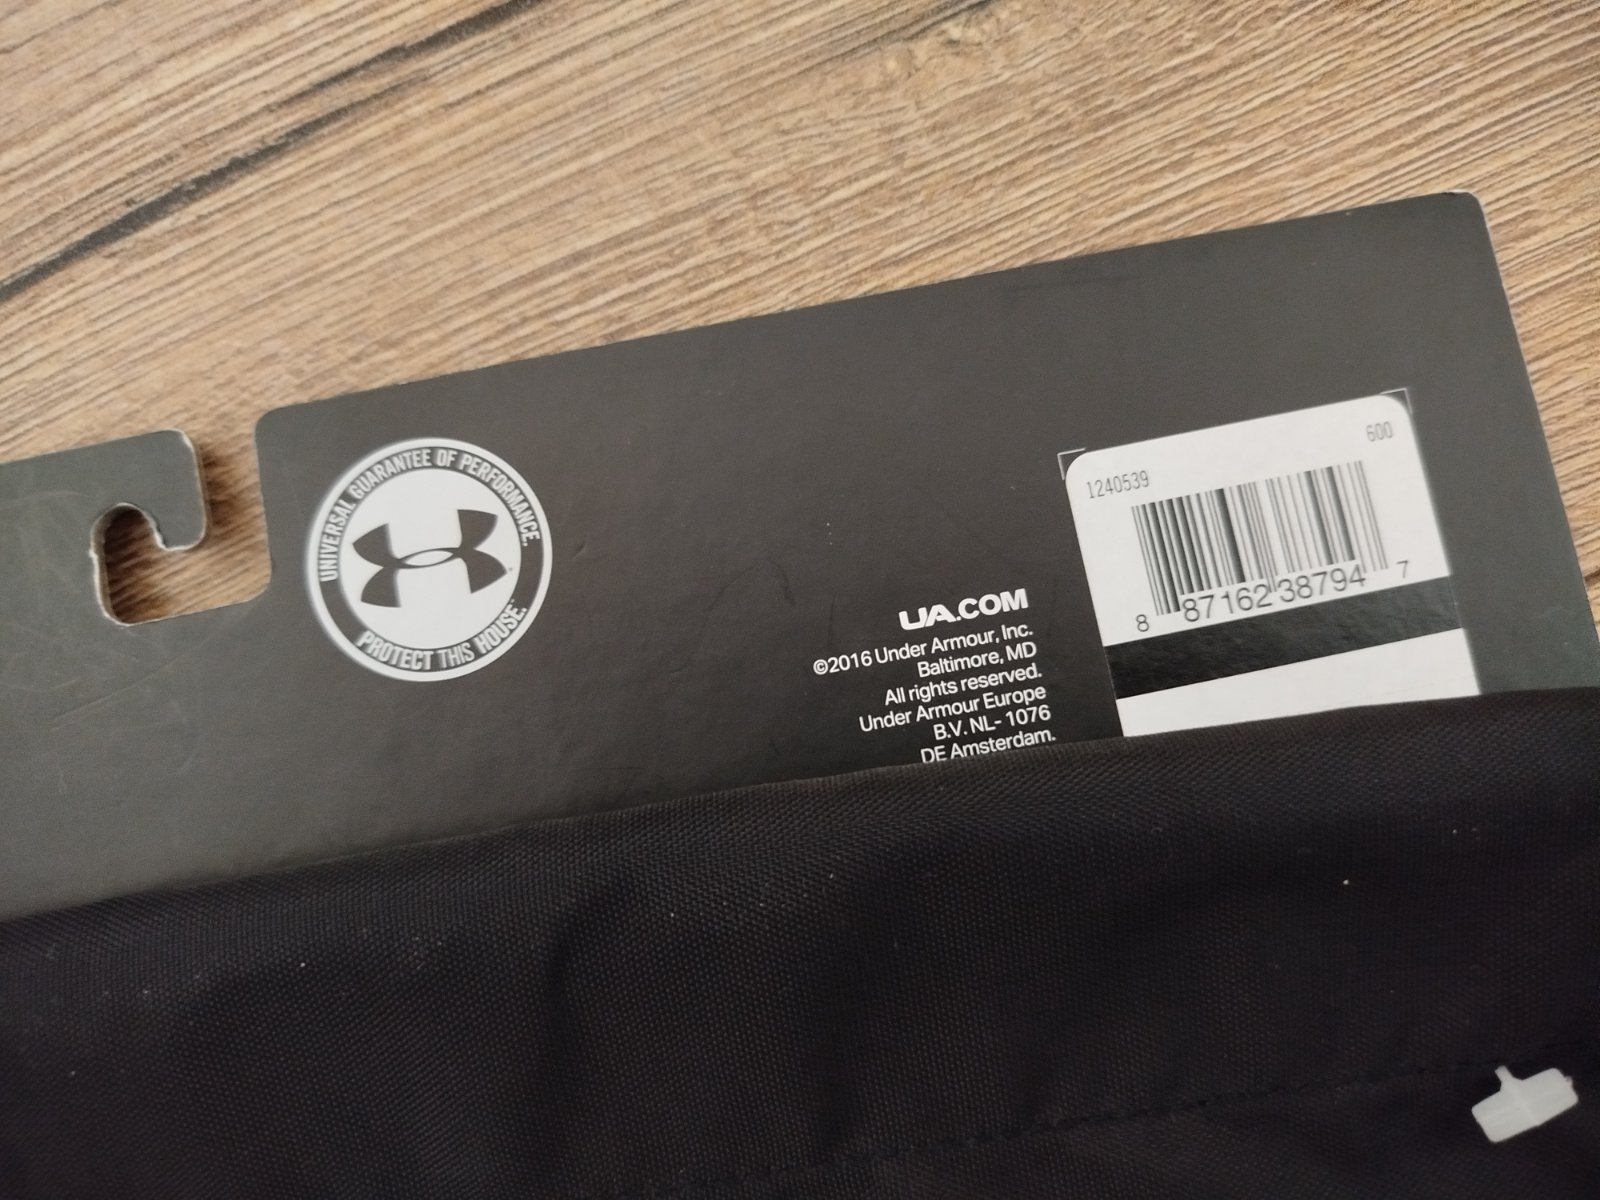 UNIVERSAL GUARANTEE OF PERFORMANCE.
PROTECT THIS HOUSE.
UA.COM
©2016 Under Armour, Inc.
Baltimore, MD
All rights reserved.
Under Armour Europe
B.V. NL- 1076
DE Amsterdam.
1240539 600
8 87162 38794 7